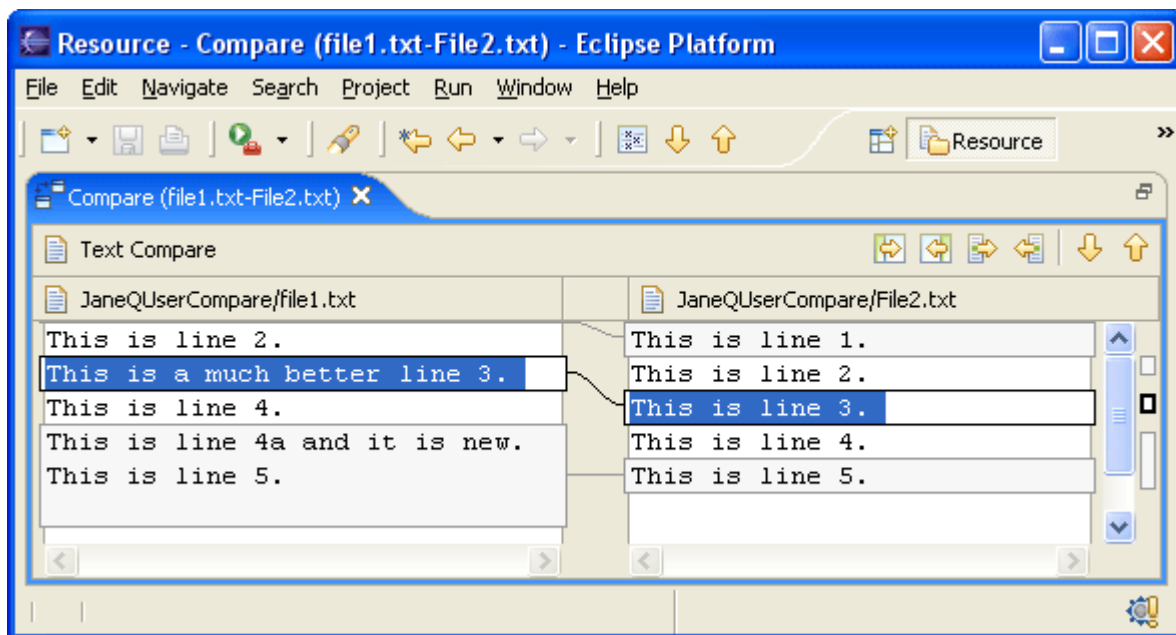 Resource - Compare (file1.txt-File2.txt) - Eclipse Platform
File Edit Navigate Search Project Run Window Help
Resource
Compare (file1.txt-File2.txt)
Text Compare
JaneQUserCompare/file1.txt
This is line 2.
This is a much better line 3.
This is line 4.
This is line 4a and it is new.
This is line 5.
JaneQUserCompare/File2.txt
This is line 1.
This is line 2.
This is line 3.
This is line 4.
This is line 5.